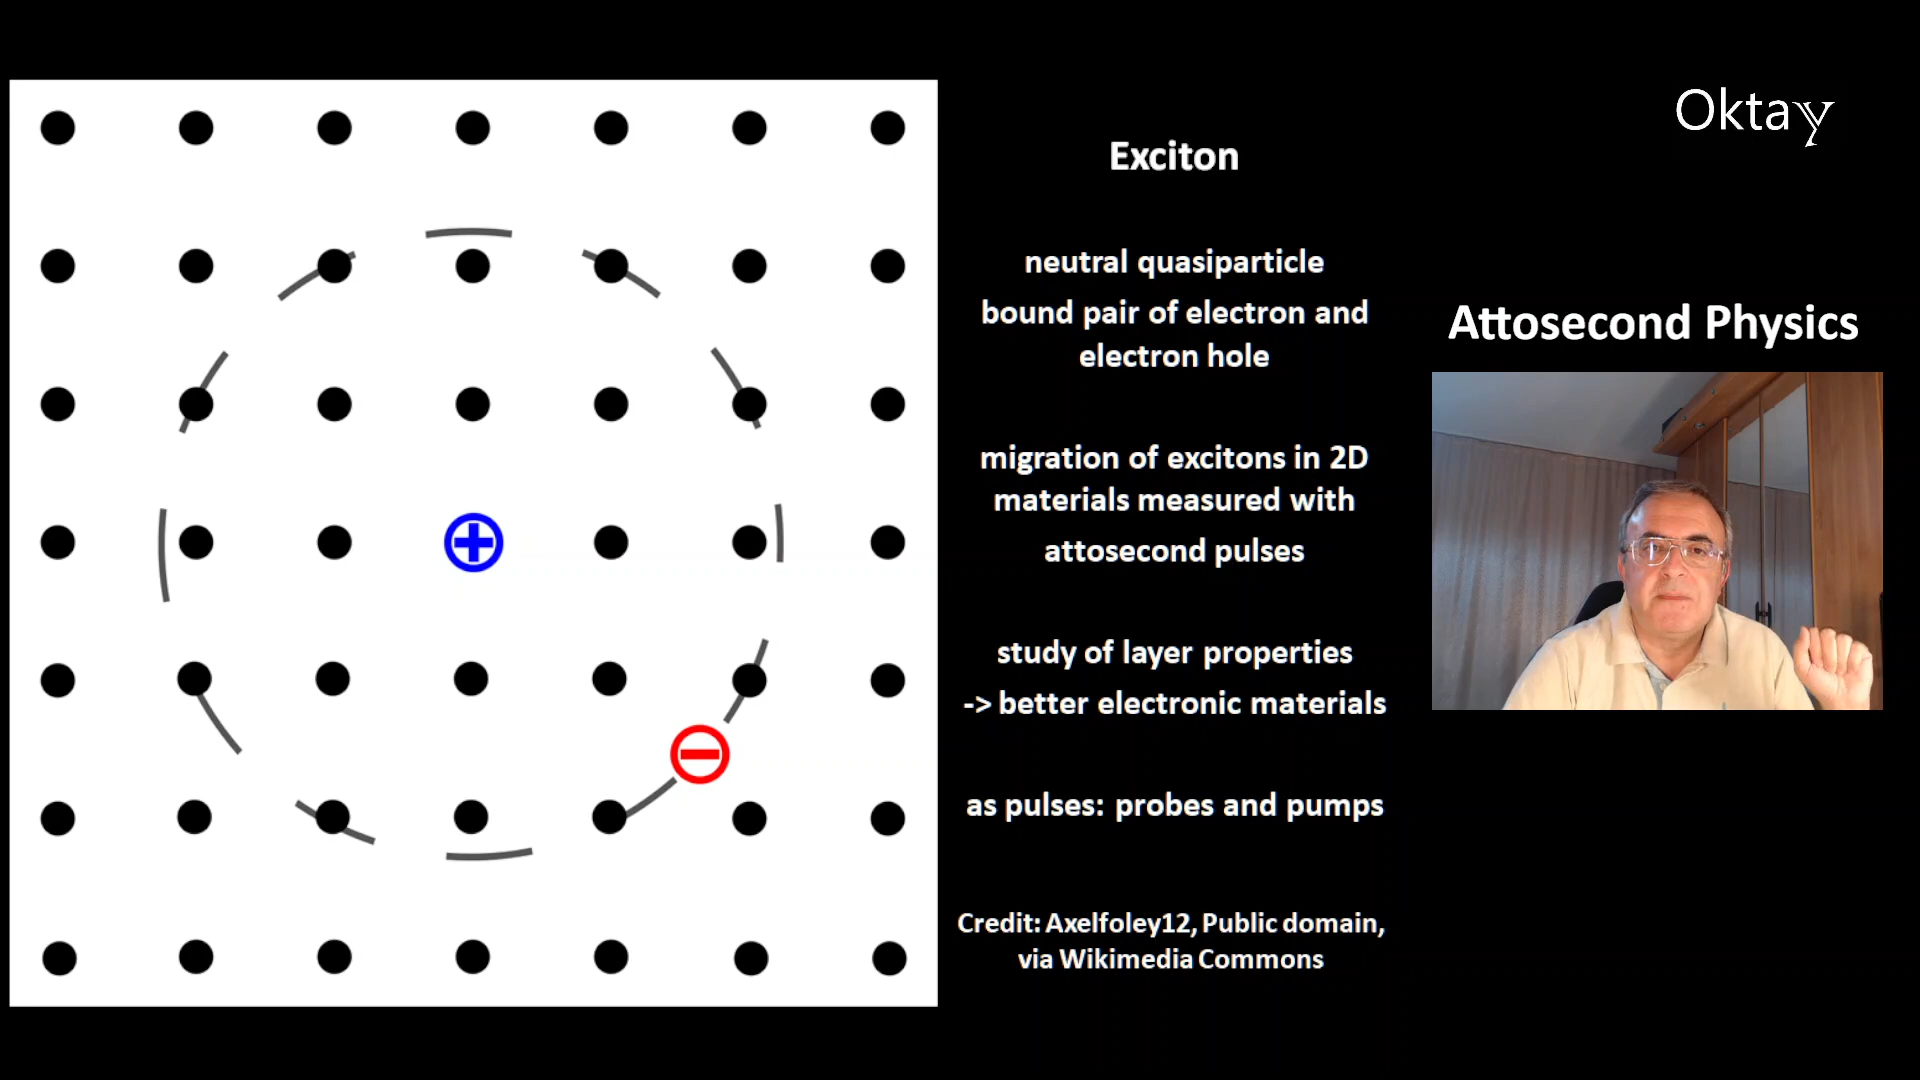 Oktay
Exciton
neutral quasiparticle
bound pair of electron and
electron hole
migration of excitons in 2D
materials measured with
attosecond pulses
study of layer properties
-> better electronic materials
as pulses: probes and pumps
Credit: Axelfoley12, Public domain,
via Wikimedia Commons
Attosecond Physics